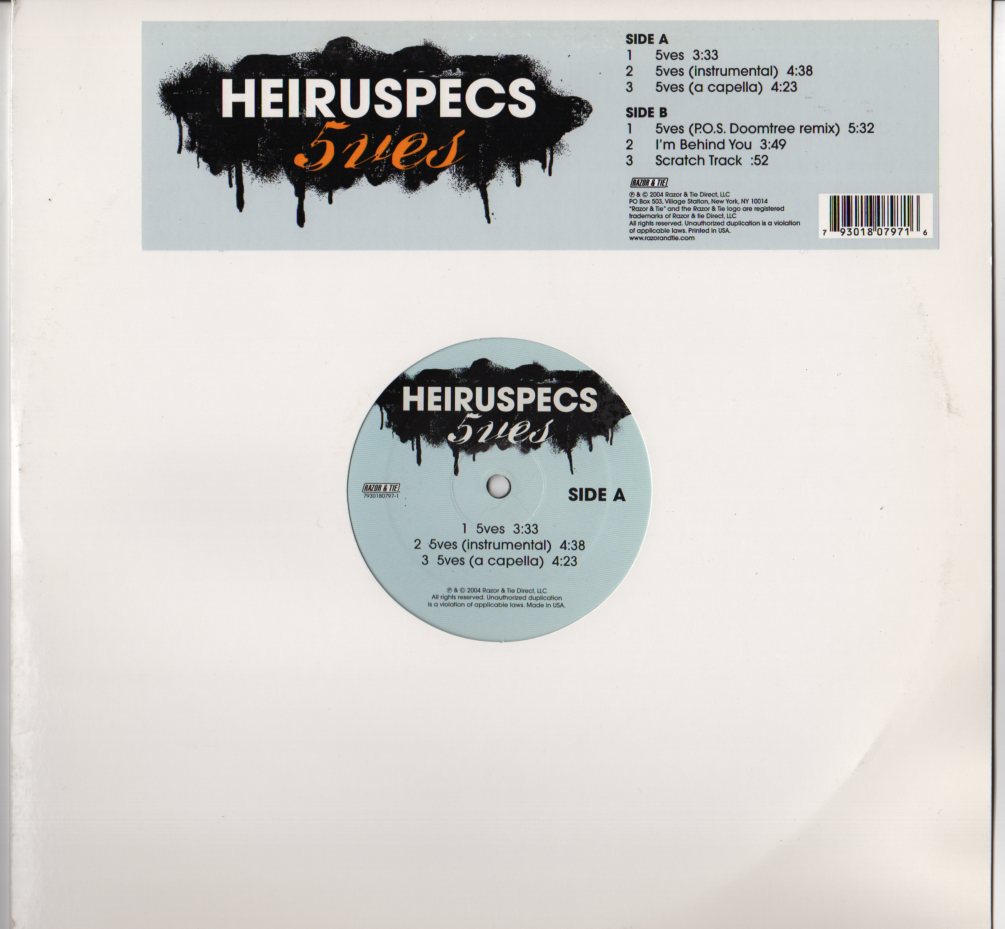 HEIRUSPECS
5ves
SIDE A
1 5ves 3:33
2 5ves (instrumental) 4:38
3 5ves (a capella) 4:23
SIDE B
1 5ves (P.O.S. Doomtree remix) 5:32
2 I'm Behind You 3:49
3 Scratch Track :52
RAZOR & TIE
℗ & © 2004 Razor & Tie Direct, LLC
PO Box 503, Village Station, New York, NY 10014
"Razor & Tie" and the Razor & Tie logo are registered
trademarks of Razor & Tie Direct, LLC
All rights reserved. Unauthorized duplication is a violation
of applicable laws. Printed in USA.
www.razorandtie.com
7 93018 07971 6
HEIRUSPECS
5ves
RAZOR & TIE
7930180797-1
SIDE A
1 5ves 3:33
2 5ves (instrumental) 4:38
3 5ves (a capella) 4:23
℗ & © 2004 Razor & Tie Direct, LLC
All rights reserved. Unauthorized duplication
is a violation of applicable laws. Made in USA.